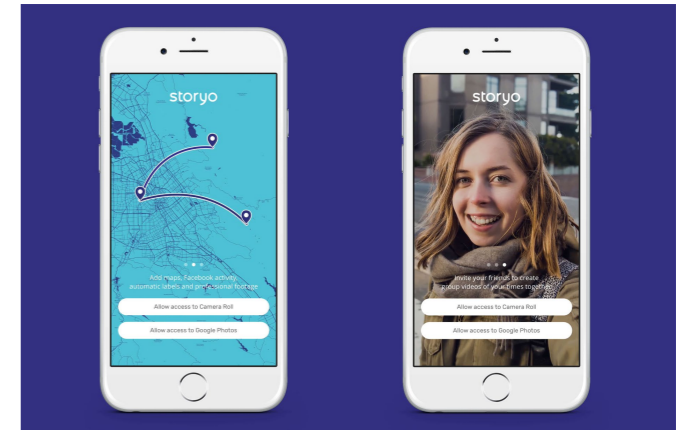 storyo
Add maps, Facebook activity,
automatic labels and professional footage
Allow access to Camera Roll
Allow access to Google Photos
storyo
Invite your friends to create
group videos of your times together
Allow access to Camera Roll
Allow access to Google Photos